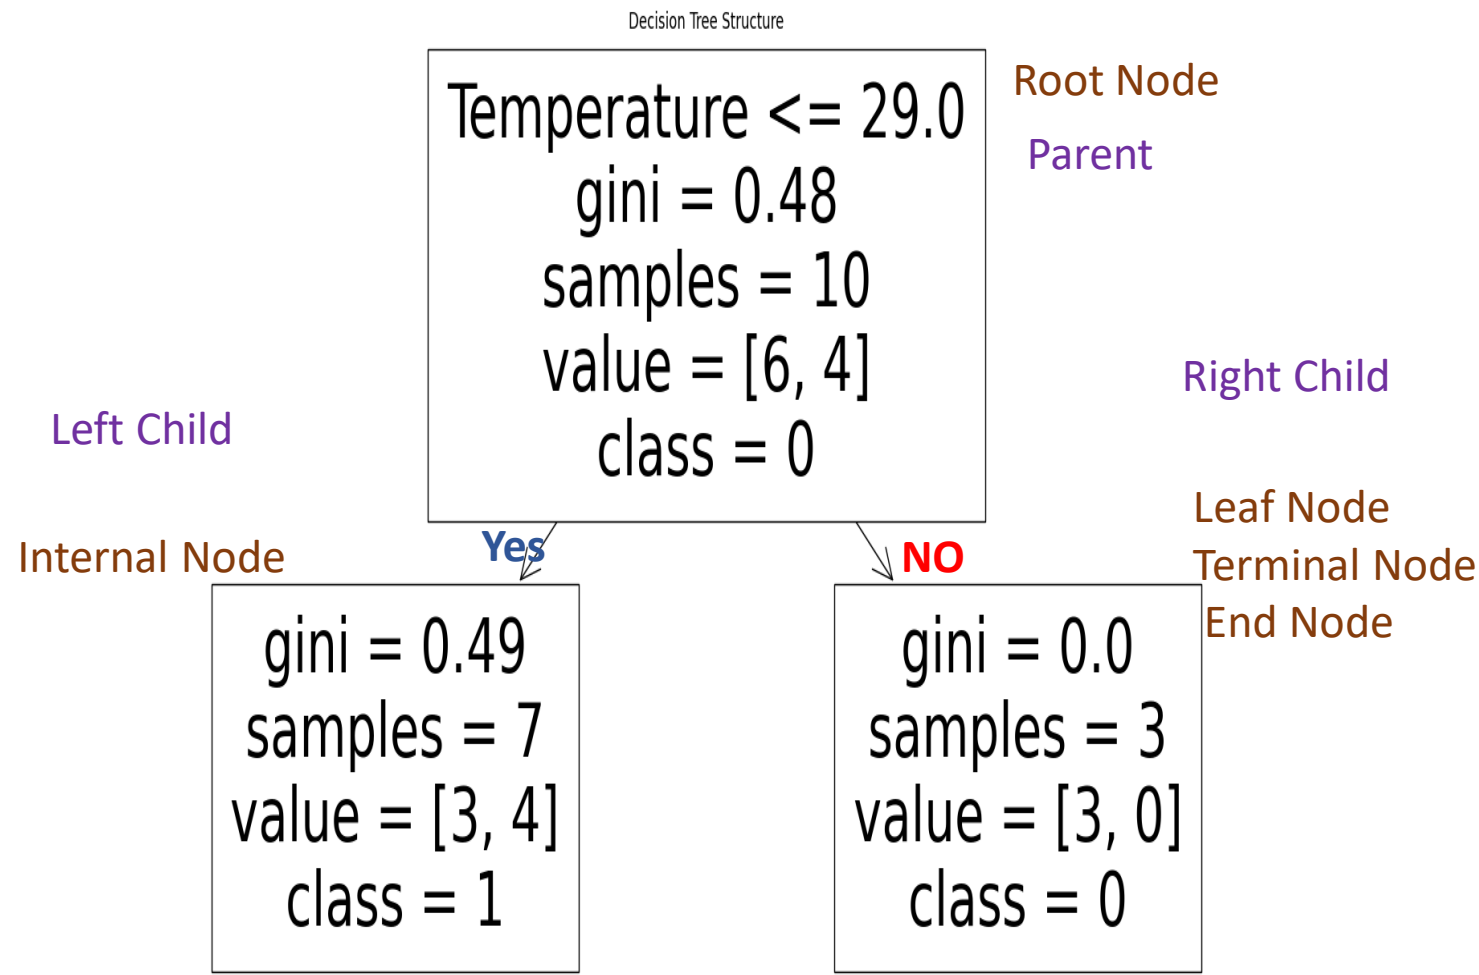 Decision Tree Structure
Temperature <= 29.0
gini = 0.48
samples = 10
value = [6, 4]
class = 0
Root Node
Parent
Left Child
Right Child
Internal Node
Yes
NO
Leaf Node
Terminal Node
End Node
gini = 0.49
samples = 7
value = [3, 4]
class = 1
gini = 0.0
samples = 3
value = [3, 0]
class = 0